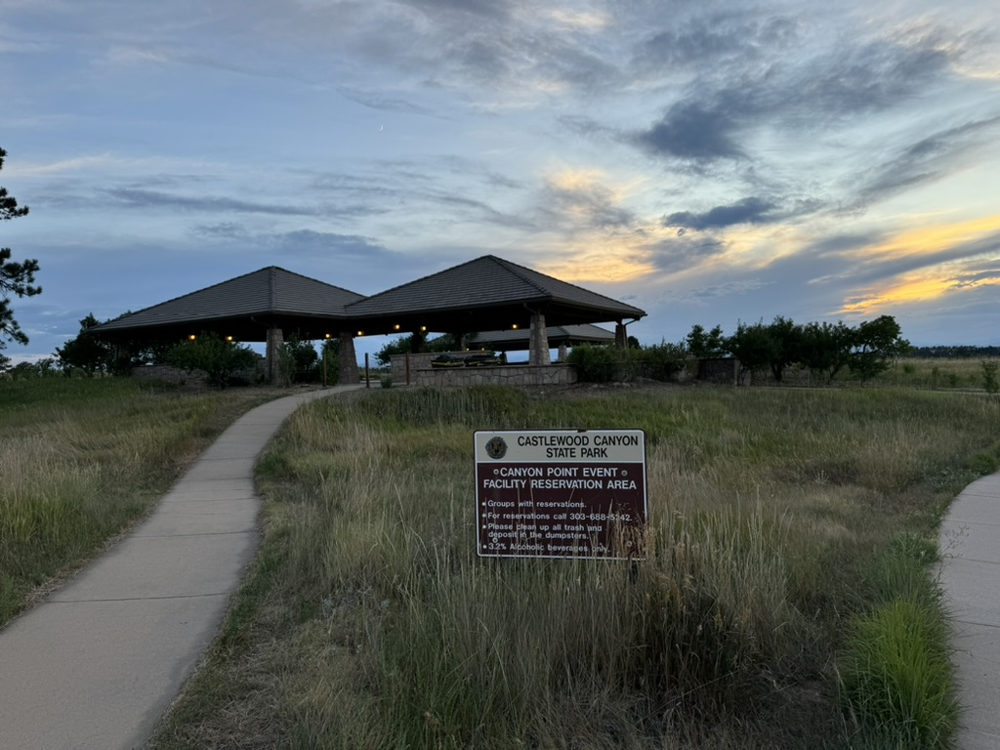 CASTLEWOOD CANYON
STATE PARK
CANYON POINT EVENT
FACILITY RESERVATION AREA
• Groups with reservations.
• For reservations call 303-688-5242.
• Please clean up all trash and
deposit in the dumpsters.
• 3.2% Alcoholic beverages only.